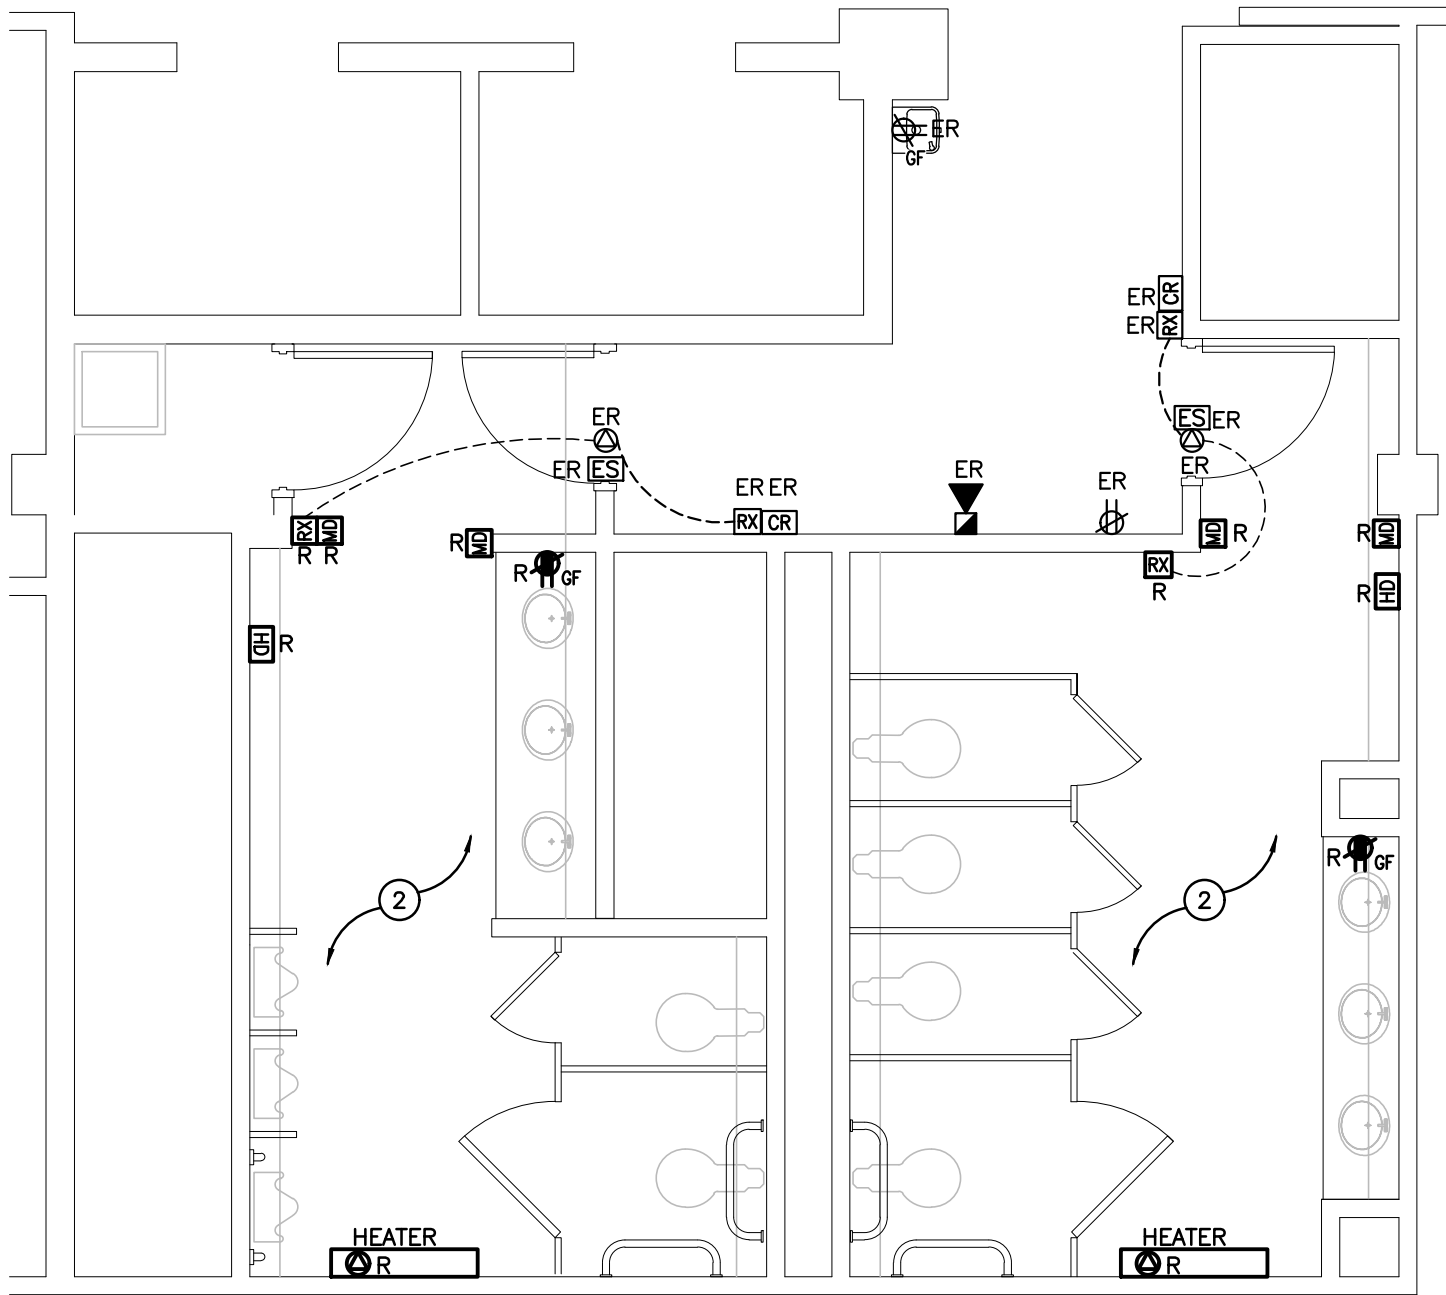 ER
GF
ER CR
ER RX
ER
ES ER
ER ES
ER
ER
ER
ER ER
RX CR
RX MD
R R
R MD
MD R
R MD
R GF
RX
R
R HD
HD R
R GF
2
2
HEATER
R
HEATER
R